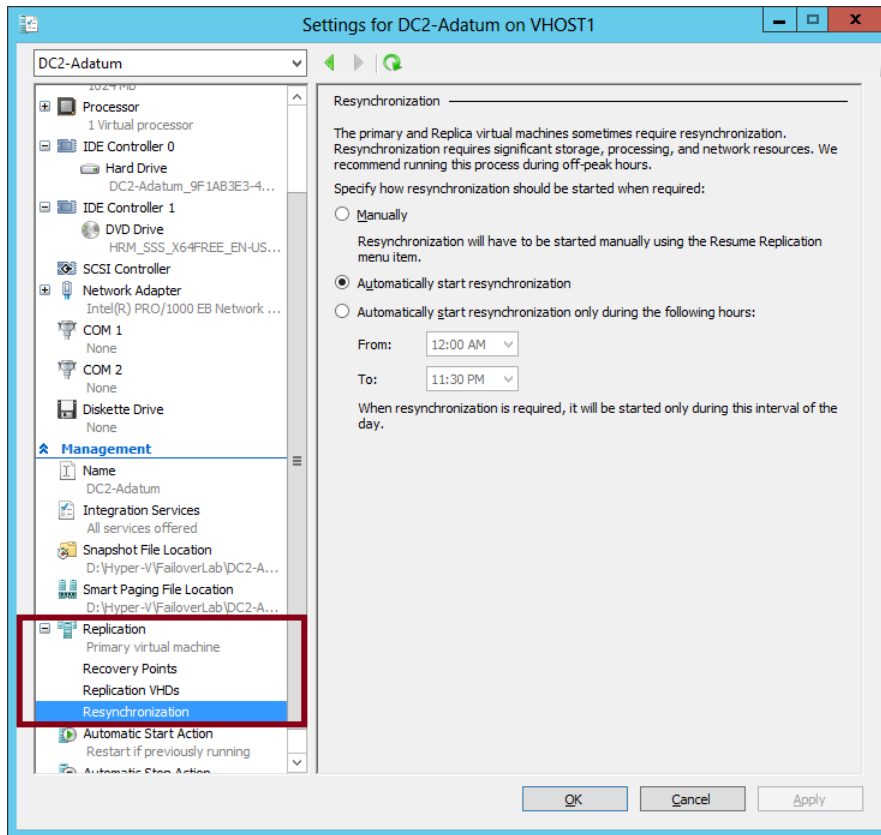 Settings for DC2-Adatum on VHOST1
DC2-Adatum
1024 MB
Processor
1 Virtual processor
IDE Controller 0
Hard Drive
DC2-Adatum_9F1AB3E3-4...
IDE Controller 1
DVD Drive
HRM_SSS_X64FREE_EN-US...
SCSI Controller
Network Adapter
Intel(R) PRO/1000 EB Network ...
COM 1
None
COM 2
None
Diskette Drive
None
Management
Name
DC2-Adatum
Integration Services
All services offered
Snapshot File Location
D:\Hyper-V\FailoverLab\DC2-A...
Smart Paging File Location
D:\Hyper-V\FailoverLab\DC2-A...
Replication
Primary virtual machine
Recovery Points
Replication VHDs
Resynchronization
Automatic Start Action
Restart if previously running
Automatic Stop Action
Resynchronization
The primary and Replica virtual machines sometimes require resynchronization.
Resynchronization requires significant storage, processing, and network resources. We
recommend running this process during off-peak hours.
Specify how resynchronization should be started when required:
Manually
Resynchronization will have to be started manually using the Resume Replication
menu item.
Automatically start resynchronization
Automatically start resynchronization only during the following hours:
From: 12:00 AM
To: 11:30 PM
When resynchronization is required, it will be started only during this interval of the
day.
OK Cancel Apply